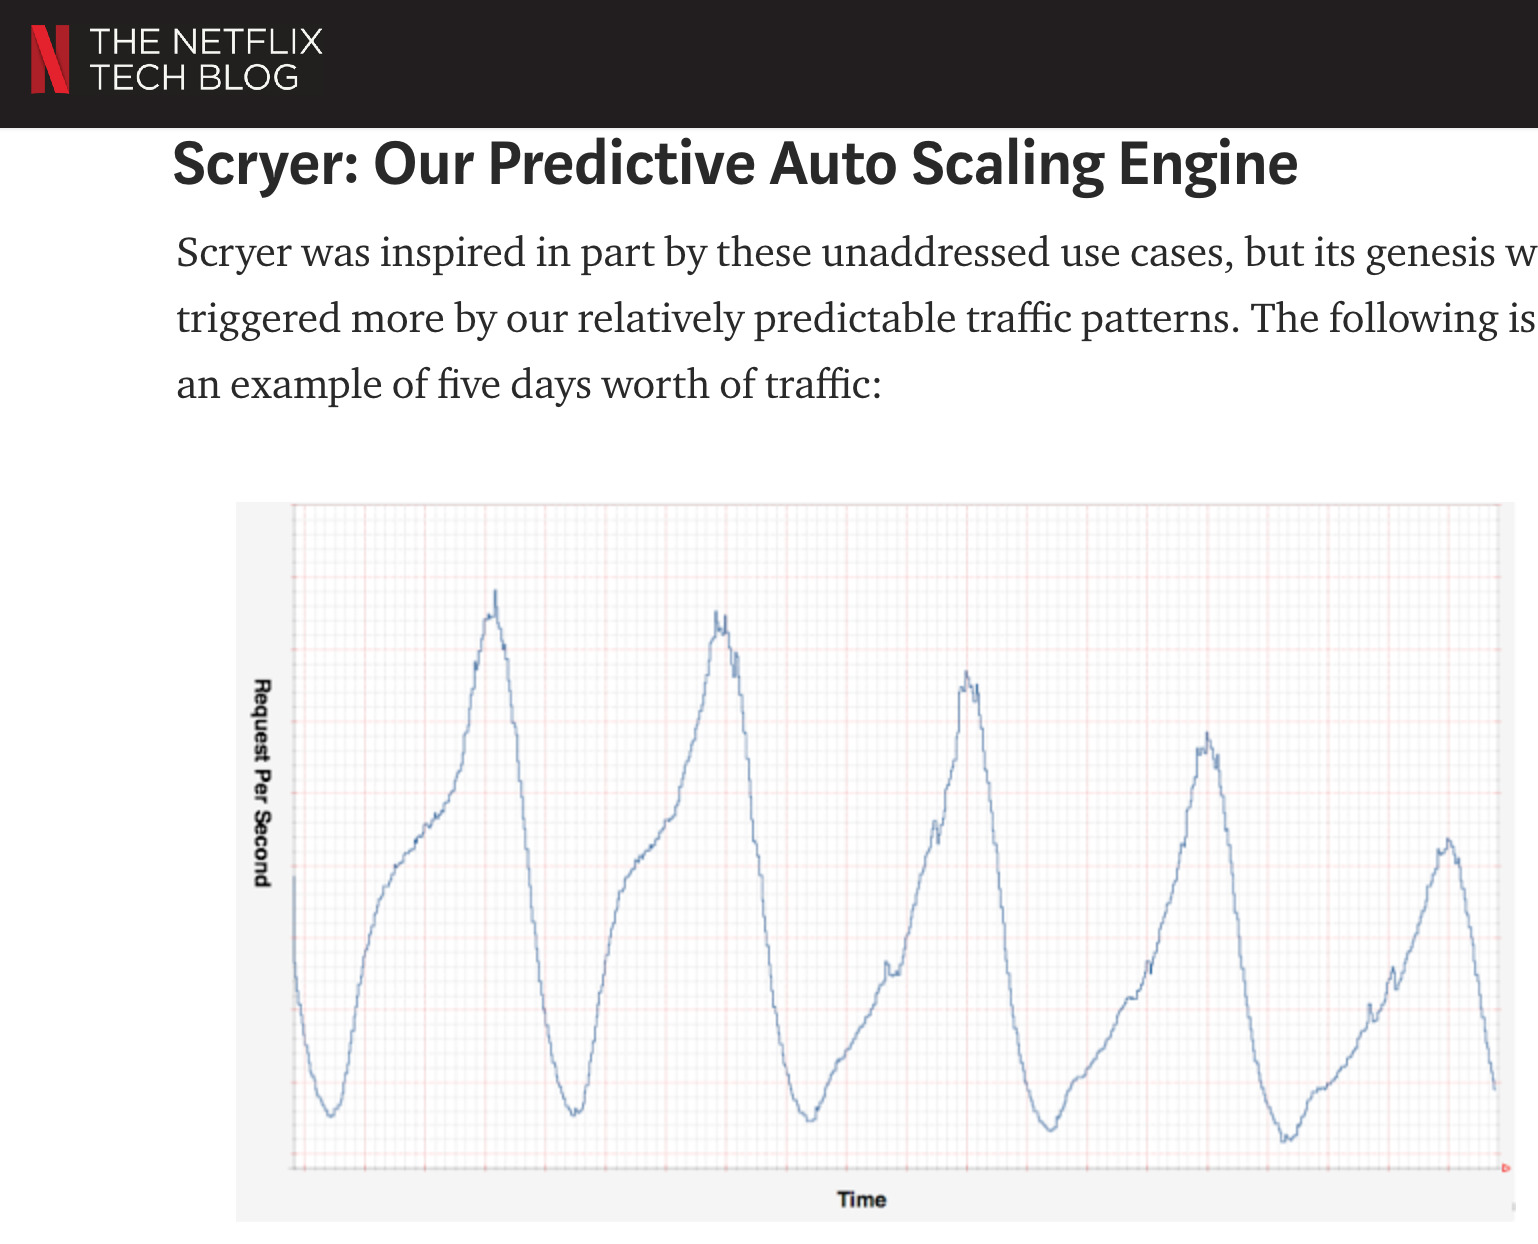 THE NETFLIX
TECH BLOG
Scryer: Our Predictive Auto Scaling Engine
Scryer was inspired in part by these unaddressed use cases, but its genesis w
triggered more by our relatively predictable traffic patterns. The following is
an example of five days worth of traffic:
Request Per Second
Time